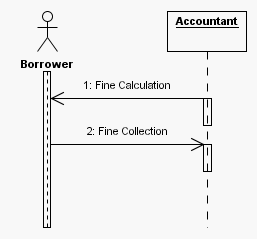 Accountant
Borrower
1: Fine Calculation
2: Fine Collection